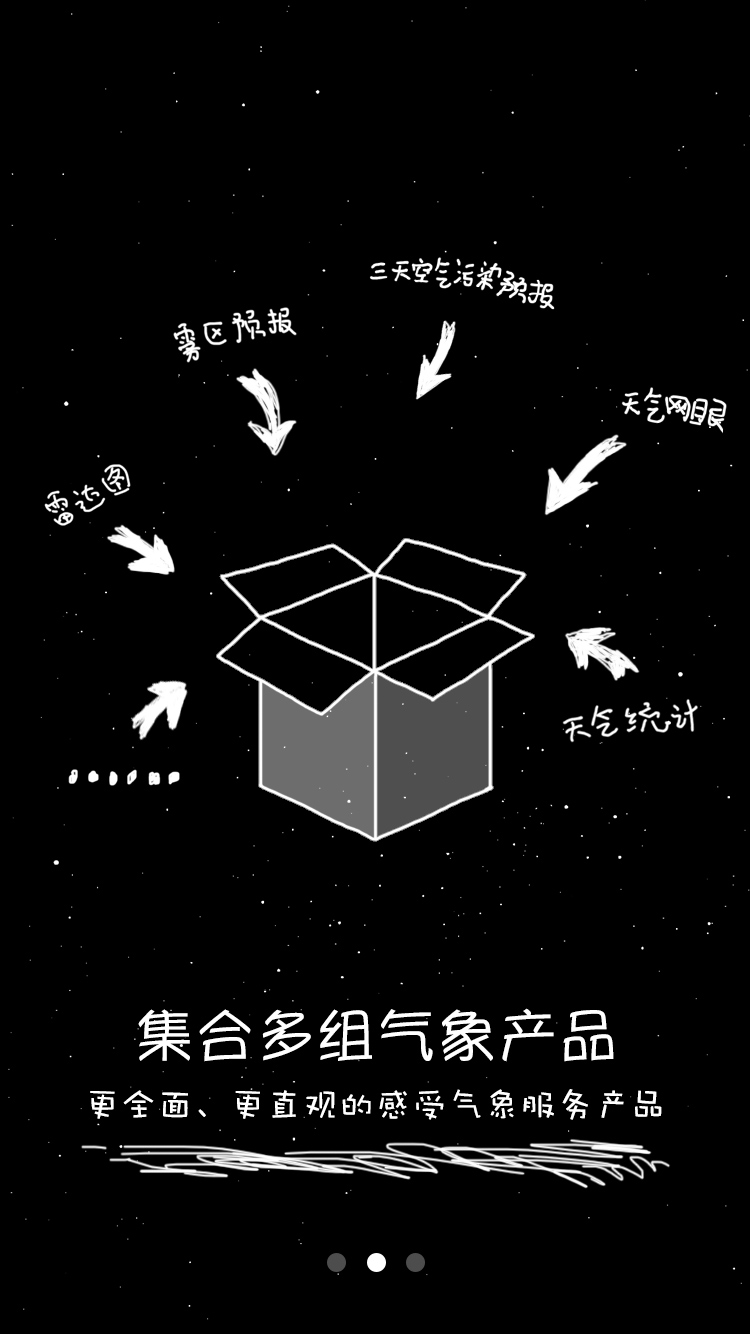 三天空气污染预报
雾区预报
天气网眼
雷达图
天气统计
......
集合多组气象产品
更全面、更直观的感受气象服务产品